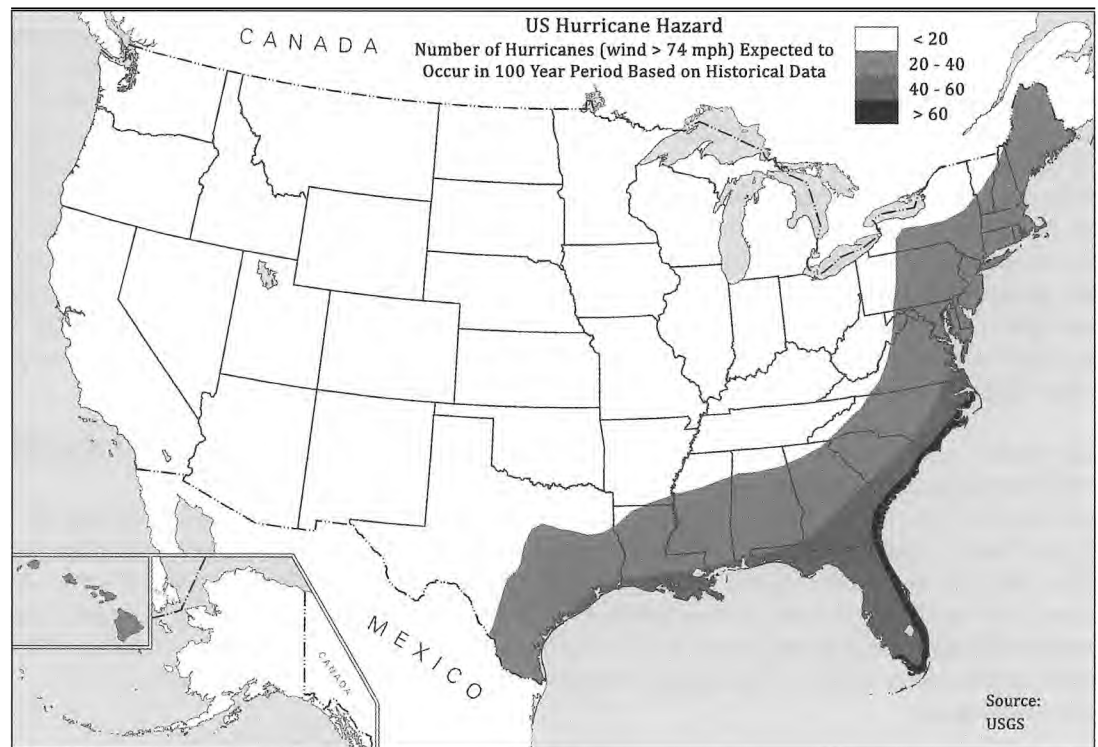 US Hurricane Hazard
Number of Hurricanes (wind > 74 mph) Expected to
Occur in 100 Year Period Based on Historical Data
< 20
20 - 40
40 - 60
> 60
CANADA
MEXICO
CANADA
Source:
USGS